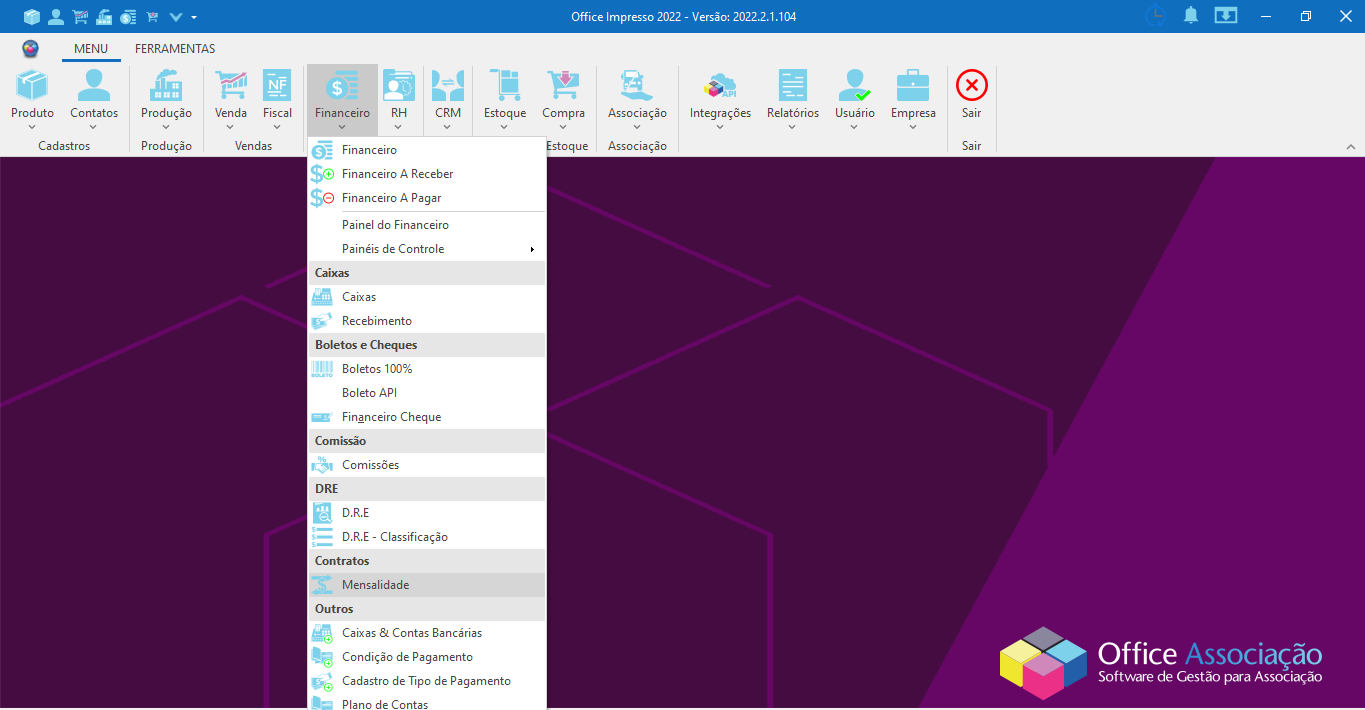 Office Impresso 2022 - Versão: 2022.2.1.104
MENU FERRAMENTAS
Produto Contatos Produção Venda Fiscal Financeiro RH CRM Estoque Compra Associação Integrações Relatórios Usuário Empresa Sair
Cadastros Produção Vendas Estoque Associação Sair
NF
API
Financeiro
Financeiro A Receber
Financeiro A Pagar
Painel do Financeiro
Painéis de Controle
Caixas
Caixas
Recebimento
Boletos e Cheques
Boletos 100%
BOLETO
Boleto API
Financeiro Cheque
Comissão
Comissões
DRE
D.R.E
D.R.E - Classificação
Contratos
Mensalidade
Outros
Caixas & Contas Bancárias
Condição de Pagamento
Cadastro de Tipo de Pagamento
Plano de Contas
Office Associação
Software de Gestão para Associação